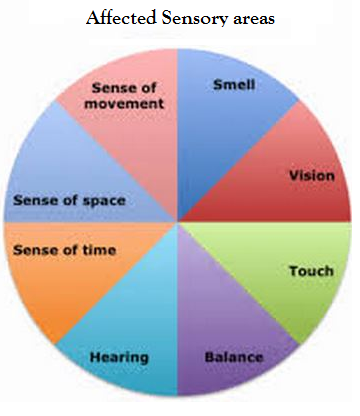 Affected Sensory areas
Sense of
movement
Smell
Vision
Sense of space
Sense of time
Touch
Hearing
Balance